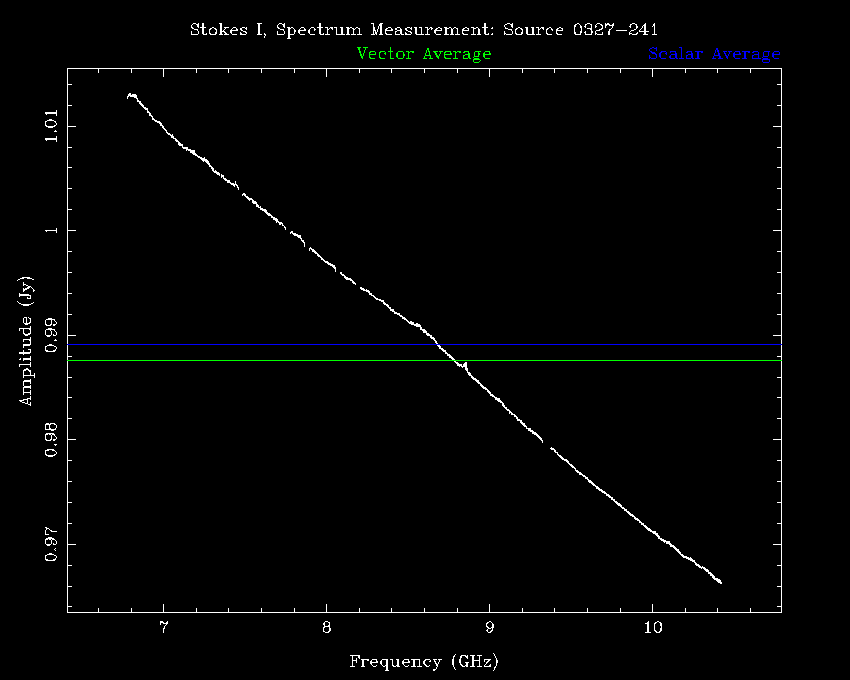 Stokes I, Spectrum Measurement: Source 0327−241
Vector Average Scalar Average
1.01
1
0.99
0.98
0.97
Amplitude (Jy)
7 8 9 10
Frequency (GHz)